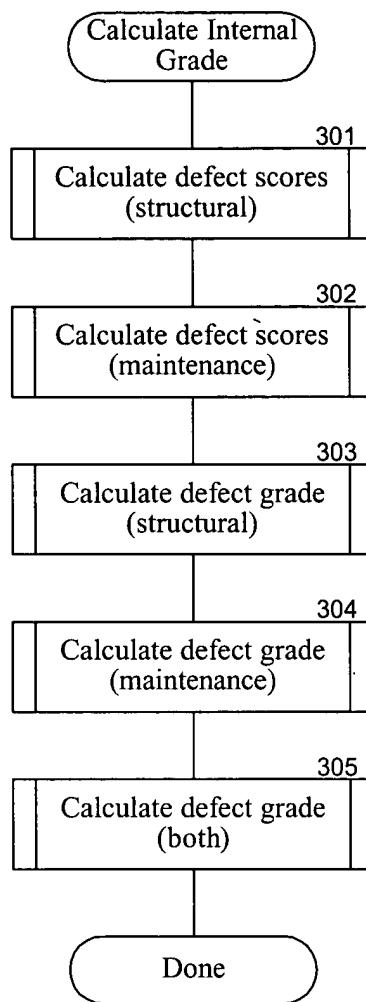 Calculate Internal
Grade
301
Calculate defect scores
(structural)
302
Calculate defect scores
(maintenance)
303
Calculate defect grade
(structural)
304
Calculate defect grade
(maintenance)
305
Calculate defect grade
(both)
Done